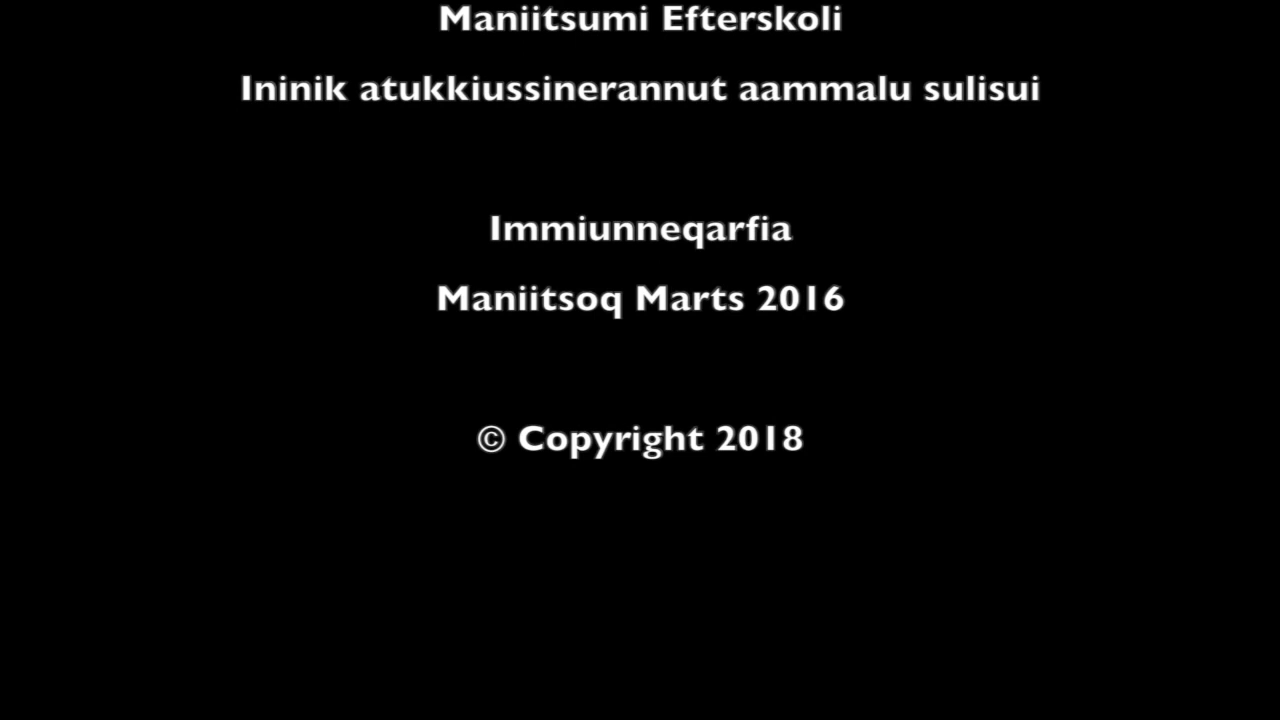 Maniitsumi Efterskoli
Ininik atukkiussinerannut aammalu sulisui
Immiunneqarfia
Maniitsoq Marts 2016
© Copyright 2018